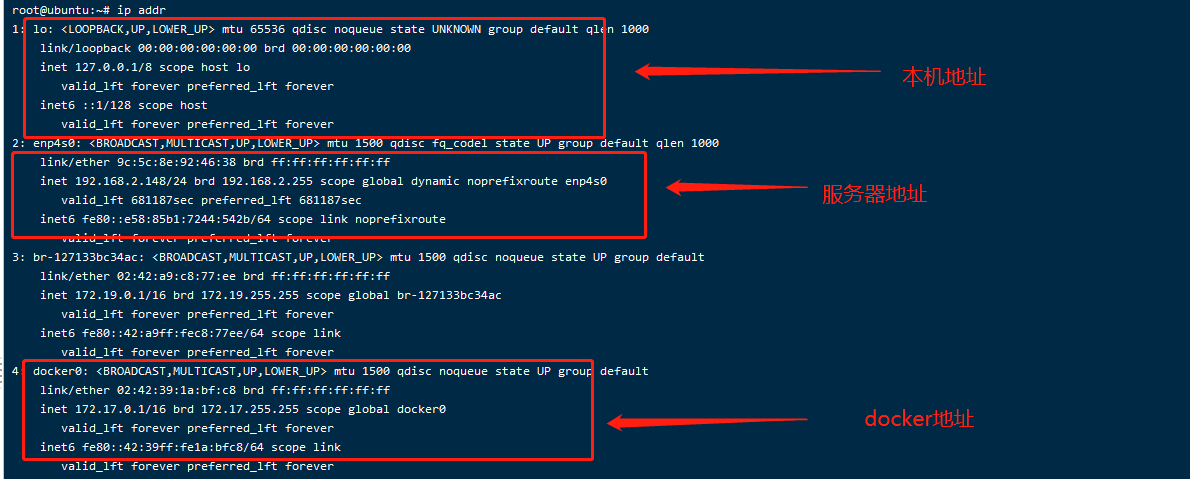 root@ubuntu:~# ip addr
1: lo: <LOOPBACK,UP,LOWER_UP> mtu 65536 qdisc noqueue state UNKNOWN group default qlen 1000
link/loopback 00:00:00:00:00:00 brd 00:00:00:00:00:00
inet 127.0.0.1/8 scope host lo
本机地址
valid_lft forever preferred_lft forever
inet6 ::1/128 scope host
valid_lft forever preferred_lft forever
2: enp4s0: <BROADCAST,MULTICAST,UP,LOWER_UP> mtu 1500 qdisc fq_codel state UP group default qlen 1000
link/ether 9c:5c:8e:92:46:38 brd ff:ff:ff:ff:ff:ff
inet 192.168.2.148/24 brd 192.168.2.255 scope global dynamic noprefixroute enp4s0
服务器地址
valid_lft 681187sec preferred_lft 681187sec
inet6 fe80::e58:85b1:7244:542b/64 scope link noprefixroute
valid_lft forever preferred_lft forever
3: br-127133bc34ac: <BROADCAST,MULTICAST,UP,LOWER_UP> mtu 1500 qdisc noqueue state UP group default
link/ether 02:42:a9:c8:77:ee brd ff:ff:ff:ff:ff:ff
inet 172.19.0.1/16 brd 172.19.255.255 scope global br-127133bc34ac
valid_lft forever preferred_lft forever
inet6 fe80::42:a9ff:fec8:77ee/64 scope link
valid_lft forever preferred_lft forever
4: docker0: <BROADCAST,MULTICAST,UP,LOWER_UP> mtu 1500 qdisc noqueue state UP group default
link/ether 02:42:39:1a:bf:c8 brd ff:ff:ff:ff:ff:ff
inet 172.17.0.1/16 brd 172.17.255.255 scope global docker0
docker地址
valid_lft forever preferred_lft forever
inet6 fe80::42:39ff:fe1a:bfc8/64 scope link
valid_lft forever preferred_lft forever